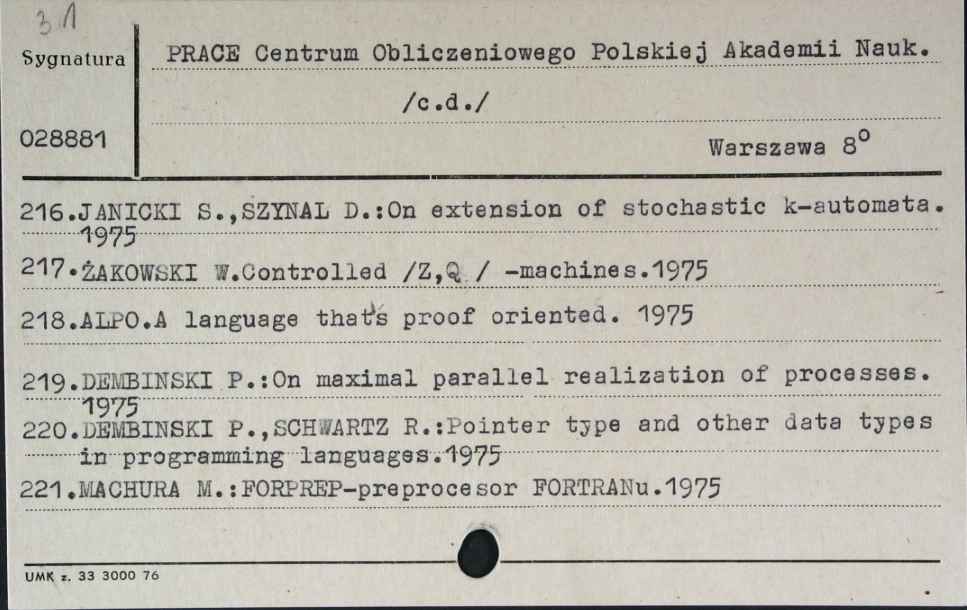 31
Sygnatura
PRACE Centrum Obliczeniowego Polskiej Akademii Nauk.
/c.d./
028881
Warszawa 8⁰
216.JANICKI S.,SZYNAL D.:On extension of stochastic k-automata.
1975
217.ŻAKOWSKI W.Controlled /Z,Q / -machines.1975
218.ALPO.A language that's proof oriented. 1975
219.DEMBINSKI P.:On maximal parallel realization of processes.
1975
220.DEMBINSKI P.,SCHWARTZ R.:Pointer type and other data types
in programming languages.1975
221.MACHURA M.:FORPREP-preprocesor FORTRANu.1975
UMK z. 33 3000 76